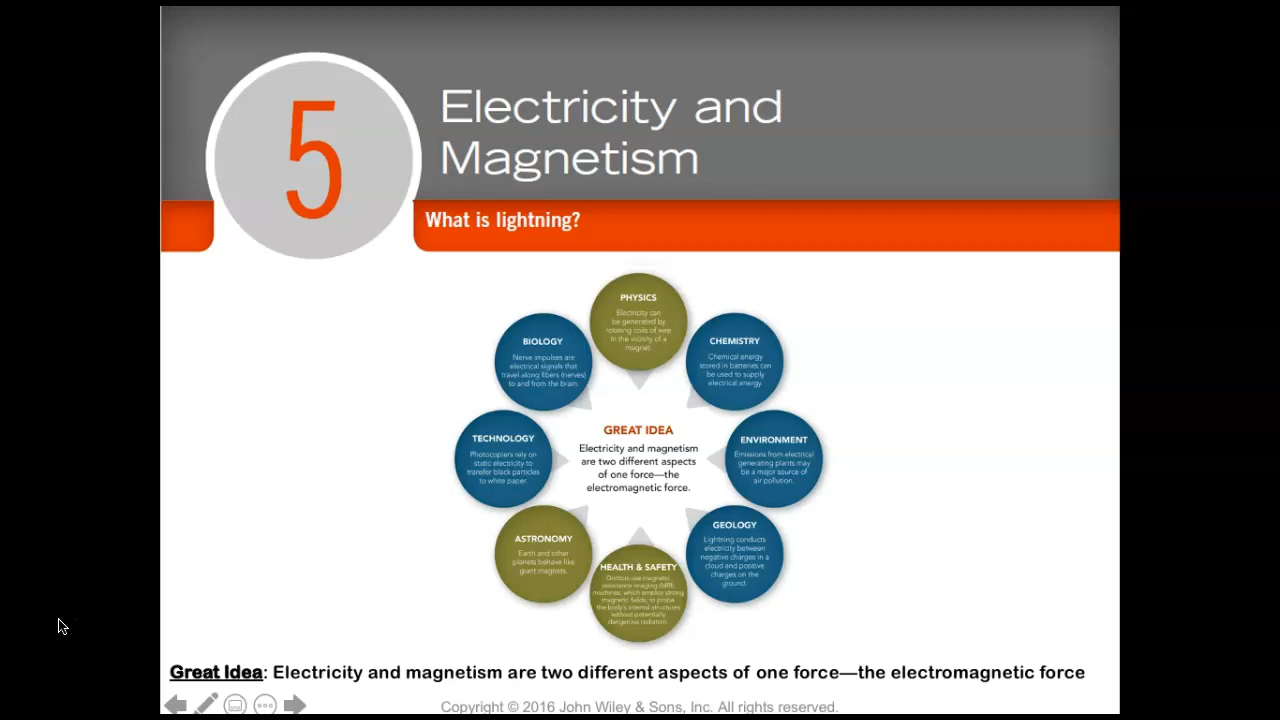 5
Electricity and
Magnetism
What is lightning?
PHYSICS
Electricity can
be generated by
rotating coils of wire
in the vicinity of a
magnet.
CHEMISTRY
Chemical energy
stored in batteries can
be used to supply
electrical energy.
ENVIRONMENT
Emissions from electrical
generating plants may
be a major source of
air pollution.
GEOLOGY
Lightning conducts
electricity between
negative charges in a
cloud and positive
charges on the
ground.
HEALTH & SAFETY
Doctors use magnetic
resonance imaging (MRI)
machines, which employ strong
magnetic fields, to probe
the body's internal structures
without potentially
dangerous radiation.
ASTRONOMY
Earth and other
planets behave like
giant magnets.
TECHNOLOGY
Photocopiers rely on
static electricity to
transfer black particles
to white paper.
BIOLOGY
Nerve impulses are
electrical signals that
travel along fibers (nerves)
to and from the brain.
GREAT IDEA
Electricity and magnetism
are two different aspects
of one force—the
electromagnetic force.
Great Idea: Electricity and magnetism are two different aspects of one force—the electromagnetic force
Copyright © 2016 John Wiley & Sons, Inc. All rights reserved.